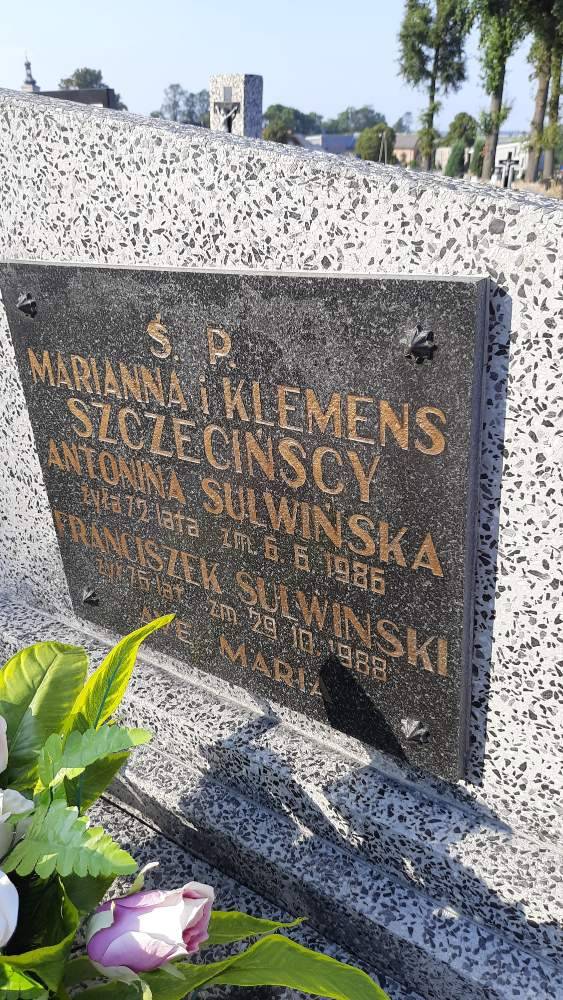 Ś. P.
MARIANNA i KLEMENS
SZCZECIŃSCY
ANTONINA SULWIŃSKA
żyła 72 lata zm. 6. 6. 1986
FRANCISZEK SULWIŃSKI
żył 76 lat zm. 29. 10. 1988
AVE MARIA